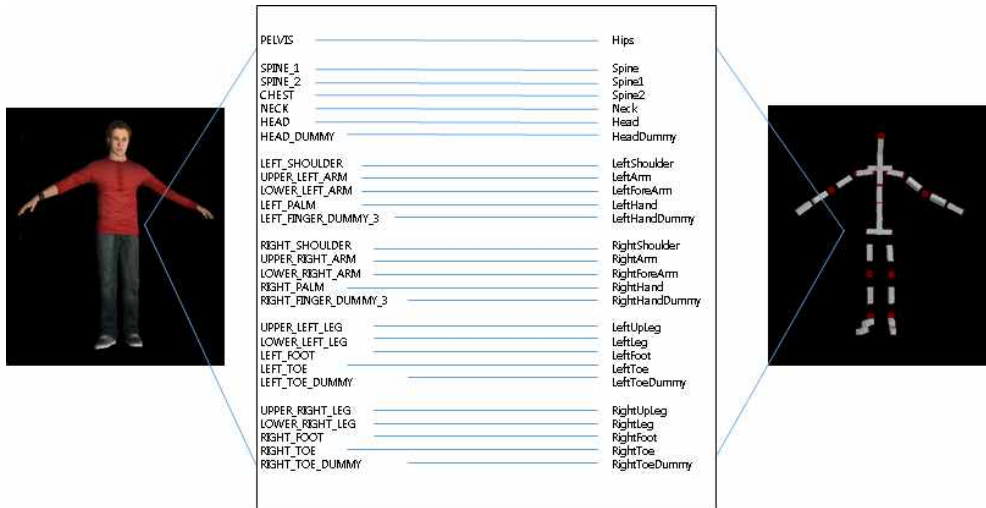 PELVIS Hips
SPINE_1 Spine
SPINE_2 Spine1
CHEST Spine2
NECK Neck
HEAD Head
HEAD_DUMMY HeadDummy
LEFT_SHOULDER LeftShoulder
UPPER_LEFT_ARM LeftArm
LOWER_LEFT_ARM LeftForeArm
LEFT_PALM LeftHand
LEFT_FINGER_DUMMY_3 LeftHandDummy
RIGHT_SHOULDER RightShoulder
UPPER_RIGHT_ARM RightArm
LOWER_RIGHT_ARM RightForeArm
RIGHT_PALM RightHand
RIGHT_FINGER_DUMMY_3 RightHandDummy
UPPER_LEFT_LEG LeftUpLeg
LOWER_LEFT_LEG LeftLeg
LEFT_FOOT LeftFoot
LEFT_TOE LeftToe
LEFT_TOE_DUMMY LeftToeDummy
UPPER_RIGHT_LEG RightUpLeg
LOWER_RIGHT_LEG RightLeg
RIGHT_FOOT RightFoot
RIGHT_TOE RightToe
RIGHT_TOE_DUMMY RightToeDummy